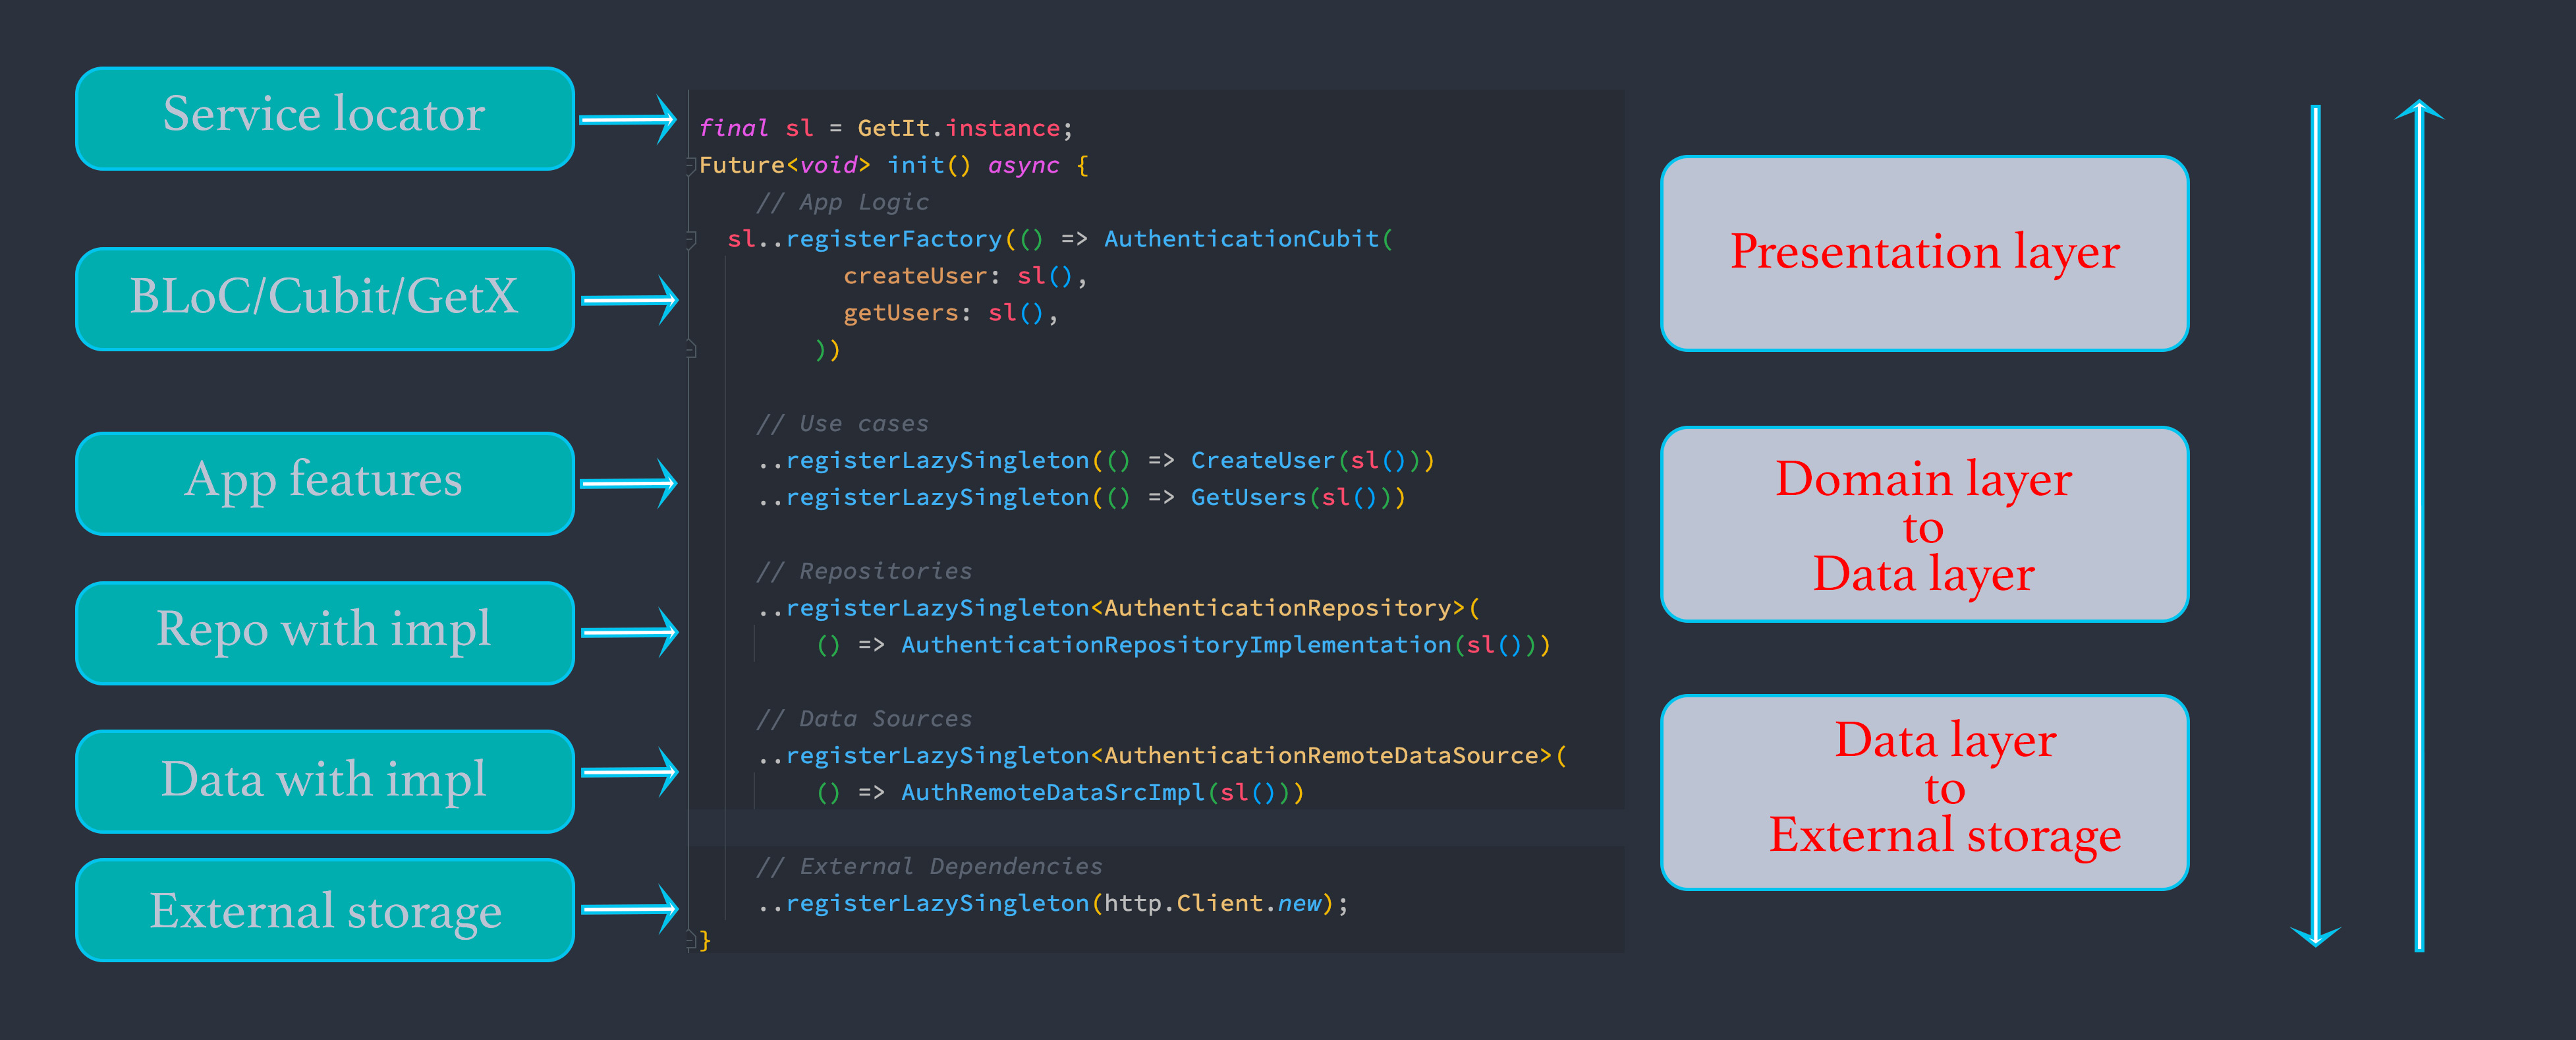 Service locator
BLoC/Cubit/GetX
App features
Repo with impl
Data with impl
External storage
final sl = GetIt.instance;
Future<void> init() async {
// App Logic
sl..registerFactory(() => AuthenticationCubit(
createUser: sl(),
getUsers: sl(),
))
// Use cases
..registerLazySingleton(() => CreateUser(sl()))
..registerLazySingleton(() => GetUsers(sl()))
// Repositories
..registerLazySingleton<AuthenticationRepository>(
() => AuthenticationRepositoryImplementation(sl()))
// Data Sources
..registerLazySingleton<AuthenticationRemoteDataSource>(
() => AuthRemoteDataSrcImpl(sl()))
// External Dependencies
..registerLazySingleton(http.Client.new);
}
Presentation layer
Domain layer
to
Data layer
Data layer
to
External storage